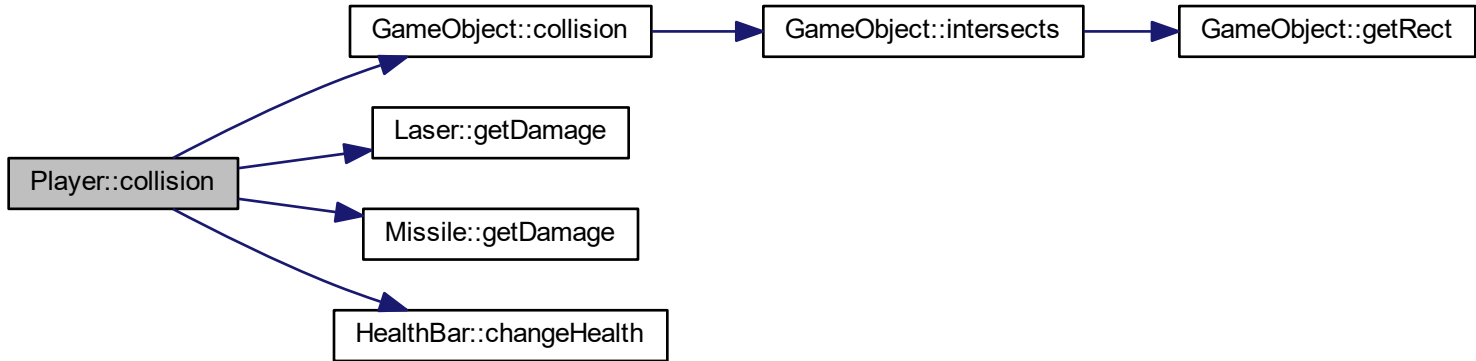 GameObject::collision
GameObject::intersects
GameObject::getRect
Laser::getDamage
Player::collision
Missile::getDamage
HealthBar::changeHealth